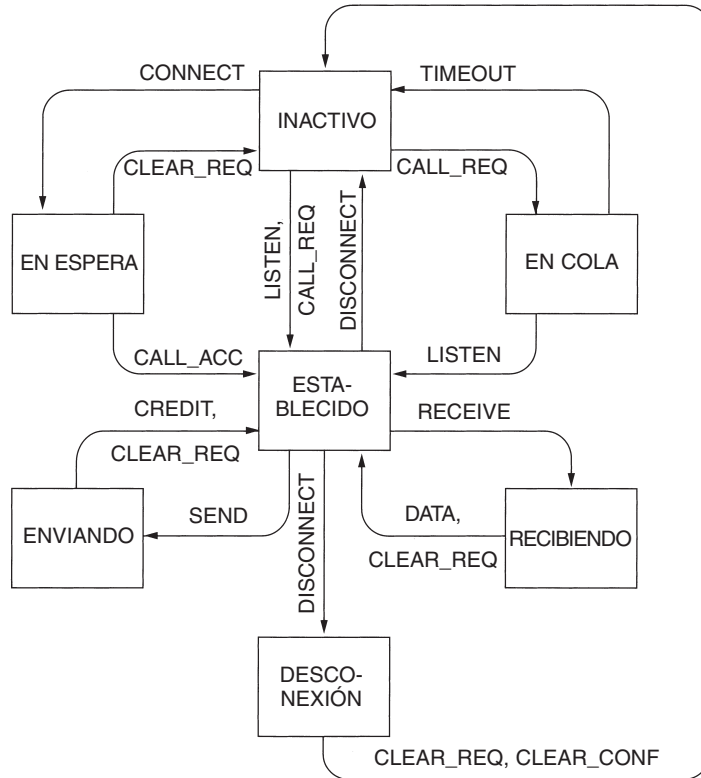 CONNECT
TIMEOUT
INACTIVO
CLEAR_REQ
CALL_REQ
LISTEN,
CALL_REQ
DISCONNECT
EN ESPERA
EN COLA
CALL_ACC
LISTEN
ESTA-
BLECIDO
CREDIT,
CLEAR_REQ
RECEIVE
ENVIANDO
SEND
DISCONNECT
DATA,
CLEAR_REQ
RECIBIENDO
DESCO-
NEXIÓN
CLEAR_REQ, CLEAR_CONF